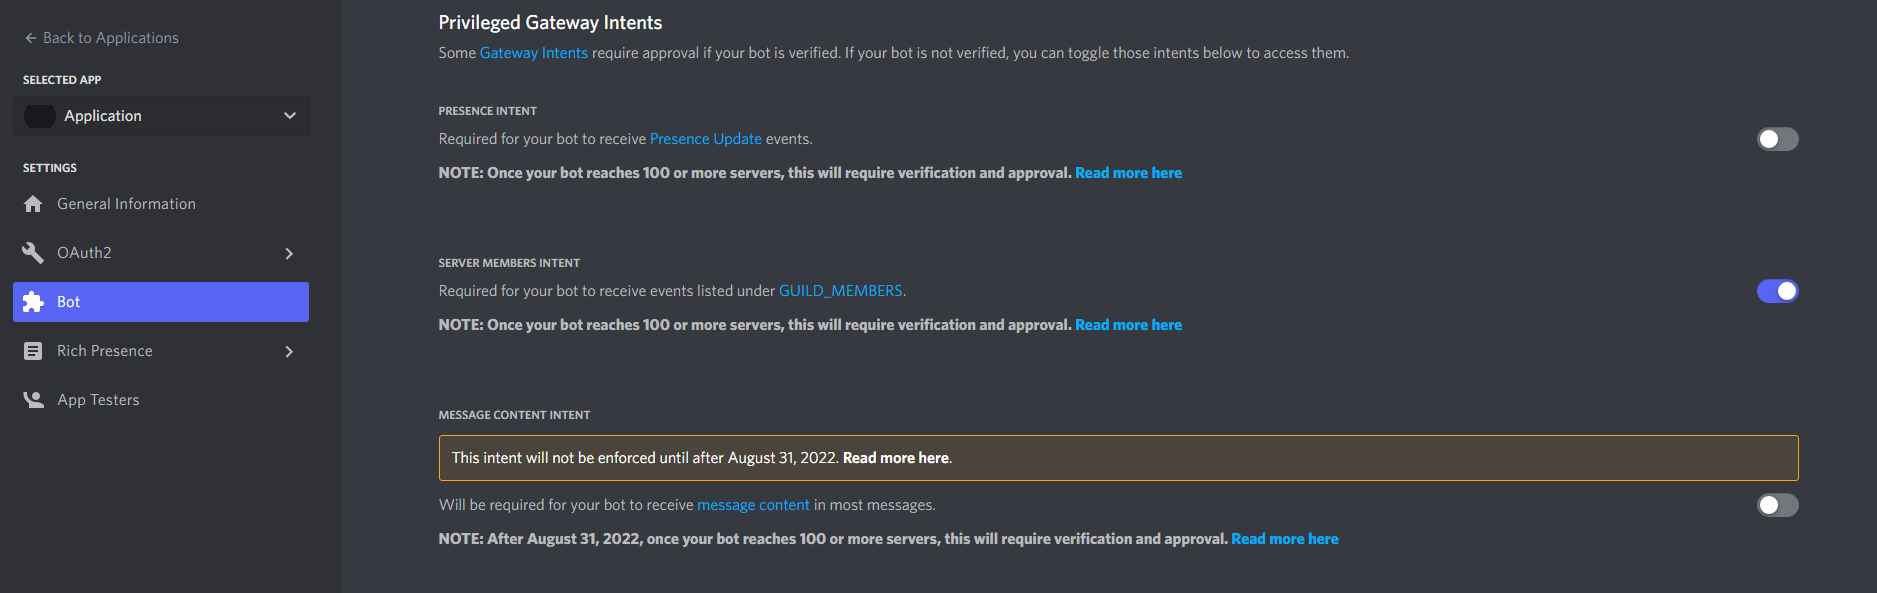 Back to Applications
SELECTED APP
Application
SETTINGS
General Information
OAuth2
Bot
Rich Presence
App Testers
Privileged Gateway Intents
Some Gateway Intents require approval if your bot is verified. If your bot is not verified, you can toggle those intents below to access them.
PRESENCE INTENT
Required for your bot to receive Presence Update events.
NOTE: Once your bot reaches 100 or more servers, this will require verification and approval. Read more here
SERVER MEMBERS INTENT
Required for your bot to receive events listed under GUILD_MEMBERS.
NOTE: Once your bot reaches 100 or more servers, this will require verification and approval. Read more here
MESSAGE CONTENT INTENT
This intent will not be enforced until after August 31, 2022. Read more here.
Will be required for your bot to receive message content in most messages.
NOTE: After August 31, 2022, once your bot reaches 100 or more servers, this will require verification and approval. Read more here